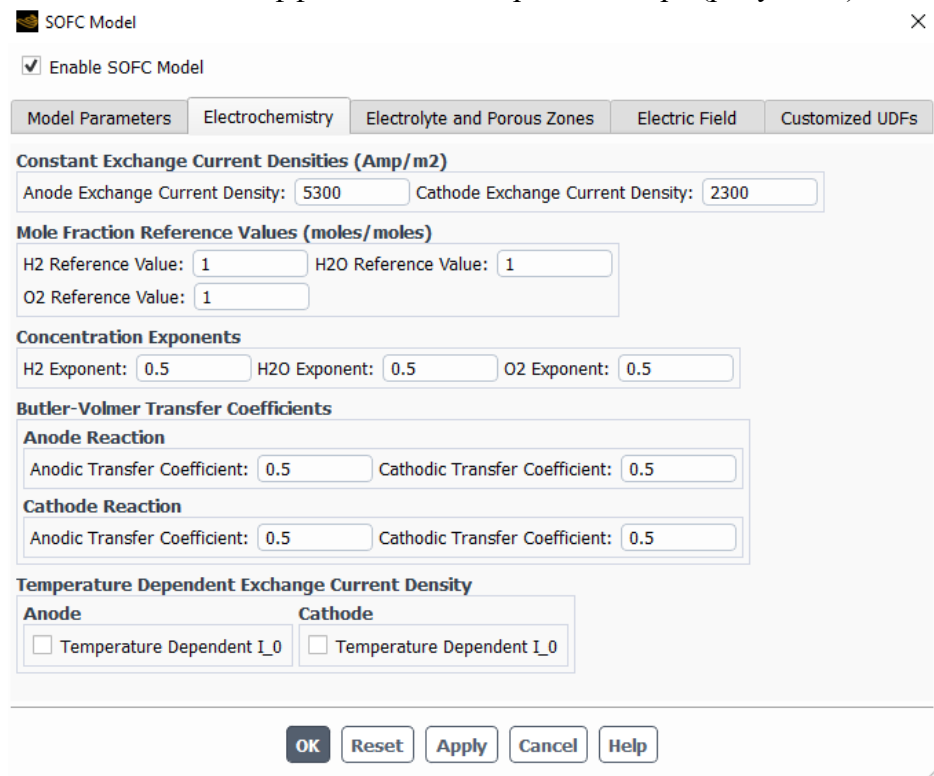 SOFC Model
Enable SOFC Model
Model Parameters Electrochemistry Electrolyte and Porous Zones Electric Field Customized UDFs
Constant Exchange Current Densities (Amp/m2)
Anode Exchange Current Density: 5300 Cathode Exchange Current Density: 2300
Mole Fraction Reference Values (moles/moles)
H2 Reference Value: 1 H2O Reference Value: 1
O2 Reference Value: 1
Concentration Exponents
H2 Exponent: 0.5 H2O Exponent: 0.5 O2 Exponent: 0.5
Butler-Volmer Transfer Coefficients
Anode Reaction
Anodic Transfer Coefficient: 0.5 Cathodic Transfer Coefficient: 0.5
Cathode Reaction
Anodic Transfer Coefficient: 0.5 Cathodic Transfer Coefficient: 0.5
Temperature Dependent Exchange Current Density
Anode Cathode
Temperature Dependent I_0 Temperature Dependent I_0
OK Reset Apply Cancel Help